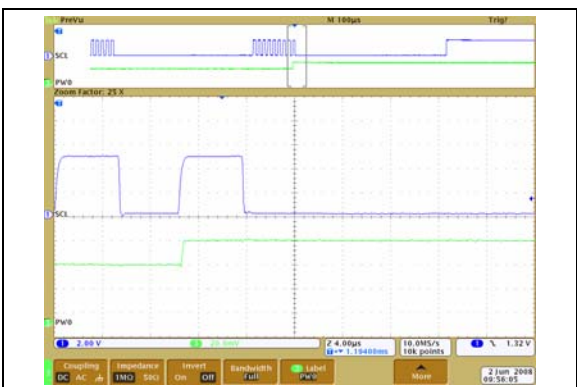 PreVu
M 100µs
Trig?
SCL
PW0
Zoom Factor: 25 X
SCL
PW0
1 2.00 V
20.0mV
Z 4.00µs
1.19400ms
10.0MS/s
10k points
1
1.32 V
Coupling
DC AC
Impedance
1MΩ 50Ω
Invert
On Off
Bandwidth
Full
Label
PW0
More
2 Jun 2008
08:56:05